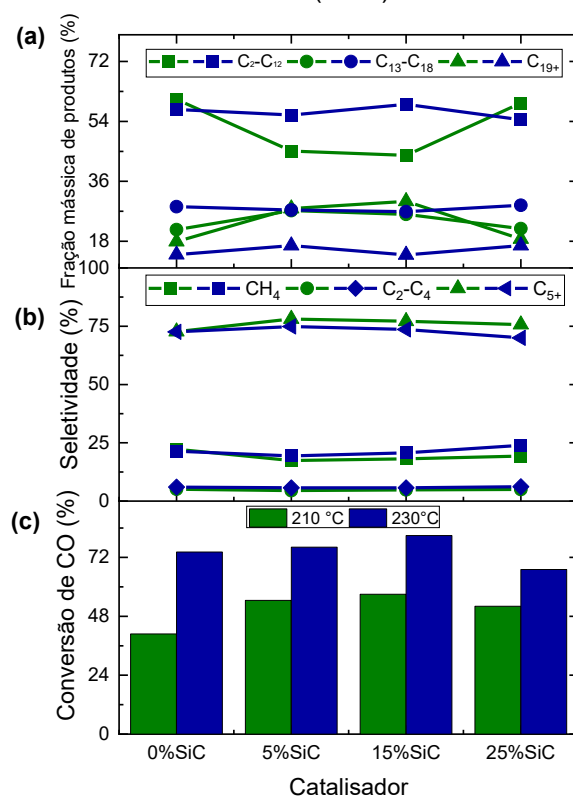 (a)
Fração mássica de produtos (%)
72
54
36
18
C₂-C₁₂
C₁₃-C₁₈
C₁₉₊
(b)
Seletividade (%)
100
75
50
25
0
CH₄
C₂-C₄
C₅₊
(c)
Conversão de CO (%)
72
48
24
0
210 °C
230°C
0%SiC 5%SiC 15%SiC 25%SiC
Catalisador